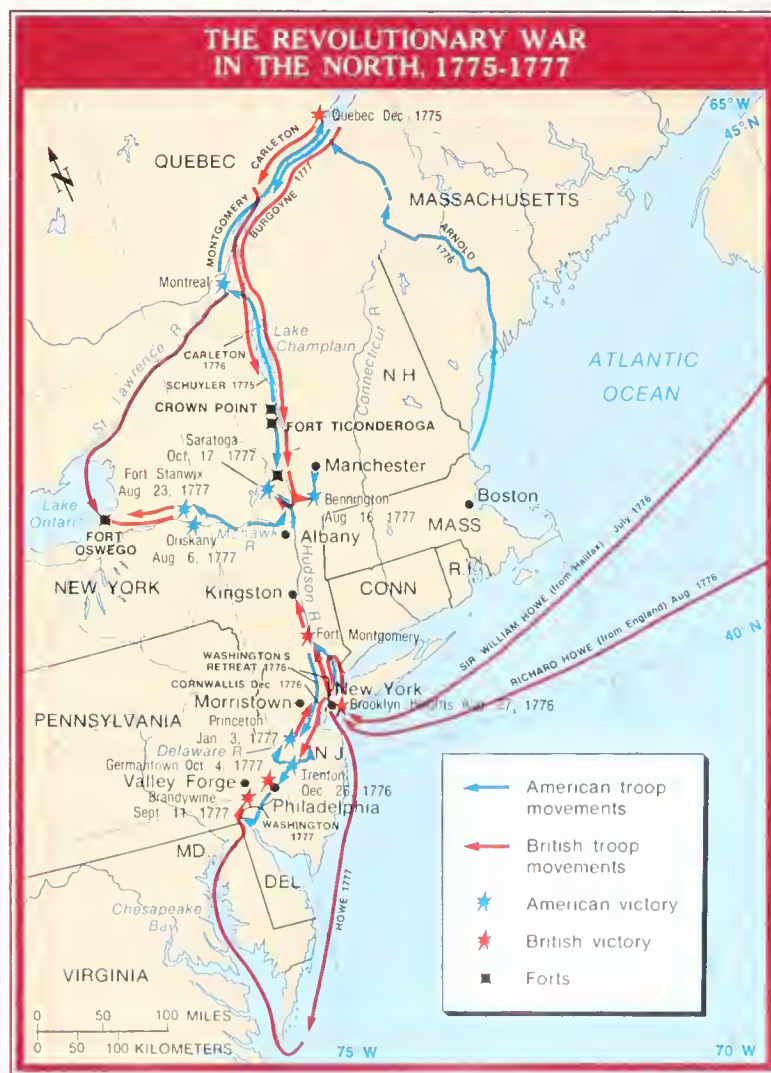 THE REVOLUTIONARY WAR
IN THE NORTH, 1775-1777
65° W
45° N
N
Quebec Dec. 1775
QUEBEC
CARLETON
MASSACHUSETTS
MONTGOMERY
BURGOYNE 1777
ARNOLD
1776
Montreal
St. Lawrence R
Lake
Champlain
Connecticut R
CARLETON
1776
SCHUYLER 1775
N H
ATLANTIC
OCEAN
CROWN POINT
FORT TICONDEROGA
Saratoga
Oct. 17 1777
Manchester
Fort Stanwix
Aug 23, 1777
Bennington
Aug 16 1777
Boston
MASS
Lake
Ontario
FORT
OSWEGO
Oriskany
Aug 6, 1777
Mohawk R
Albany
Hudson R
R.I.
CONN
NEW YORK
Kingston
SIR WILLIAM HOWE (from Halifax) July 1776
RICHARD HOWE (from England) Aug 1776
40° N
Fort Montgomery
WASHINGTON'S
RETREAT 1776
CORNWALLIS Dec 1776
New York
Morristown
Brooklyn Heights Aug 27, 1776
PENNSYLVANIA
Princeton
Jan 3, 1777
Delaware R
N J
Germantown Oct 4, 1777
Trenton
Dec 26, 1776
Valley Forge
Brandywine
Sept 11, 1777
Philadelphia
WASHINGTON
1777
MD.
DEL
HOWE 1777
Chesapeake
Bay
VIRGINIA
American troop
movements
British troop
movements
American victory
British victory
Forts
0 50 100 MILES
0 50 100 KILOMETERS
75 W
70 W